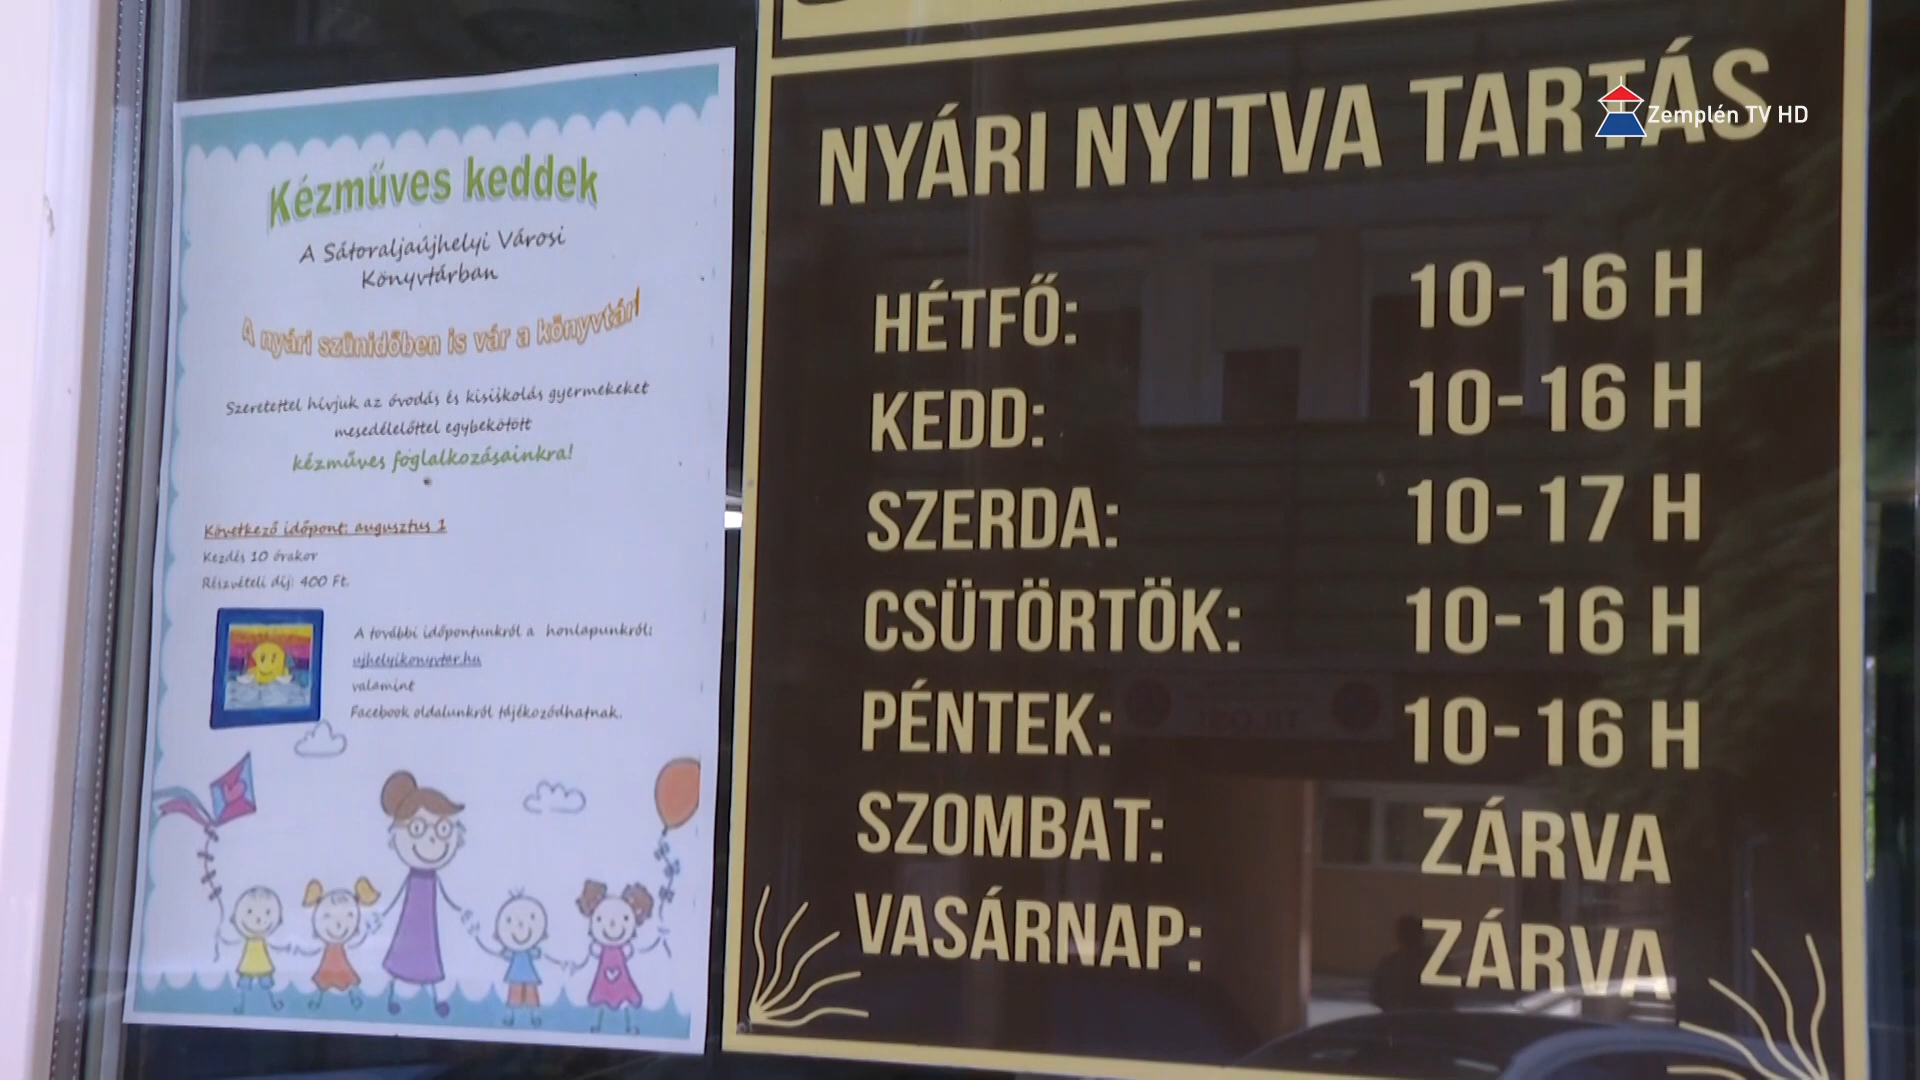 Kézműves keddek
A Sátoraljaújhelyi Városi
Könyvtárban
A nyári szünidőben is vár a könyvtár!
Szeretettel hívjuk az óvodás és kisiskolás gyermekeket
mesedélelőttel egybekötött
kézműves foglalkozásainkra!
Következő időpont: augusztus 1
Kezdés 10 órakor
Részvételi díj: 400 Ft.
A további időpontunkról a honlapunkról:
ujhelyikonyvtar.hu
valamint
Facebook oldalunkról tájékozódhatnak.
NYÁRI NYITVA TARTÁS
HÉTFŐ: 10-16 H
KEDD: 10-16 H
SZERDA: 10-17 H
CSÜTÖRTÖK: 10-16 H
PÉNTEK: 10-16 H
SZOMBAT: ZÁRVA
VASÁRNAP: ZÁRVA
Zemplén TV HD